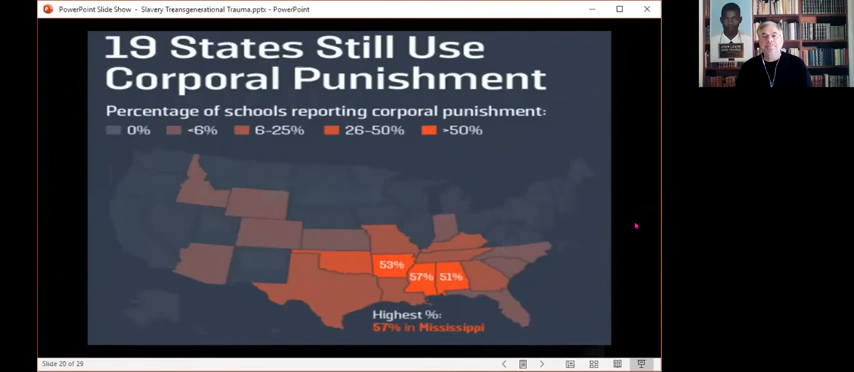 PowerPoint Slide Show - Slavery Treansgenerational Trauma.pptx - PowerPoint
19 States Still Use
Corporal Punishment
Percentage of schools reporting corporal punishment:
0% <6% 6-25% 26-50% >50%
53%
57% 51%
Highest %:
57% in Mississippi
Slide 20 of 29